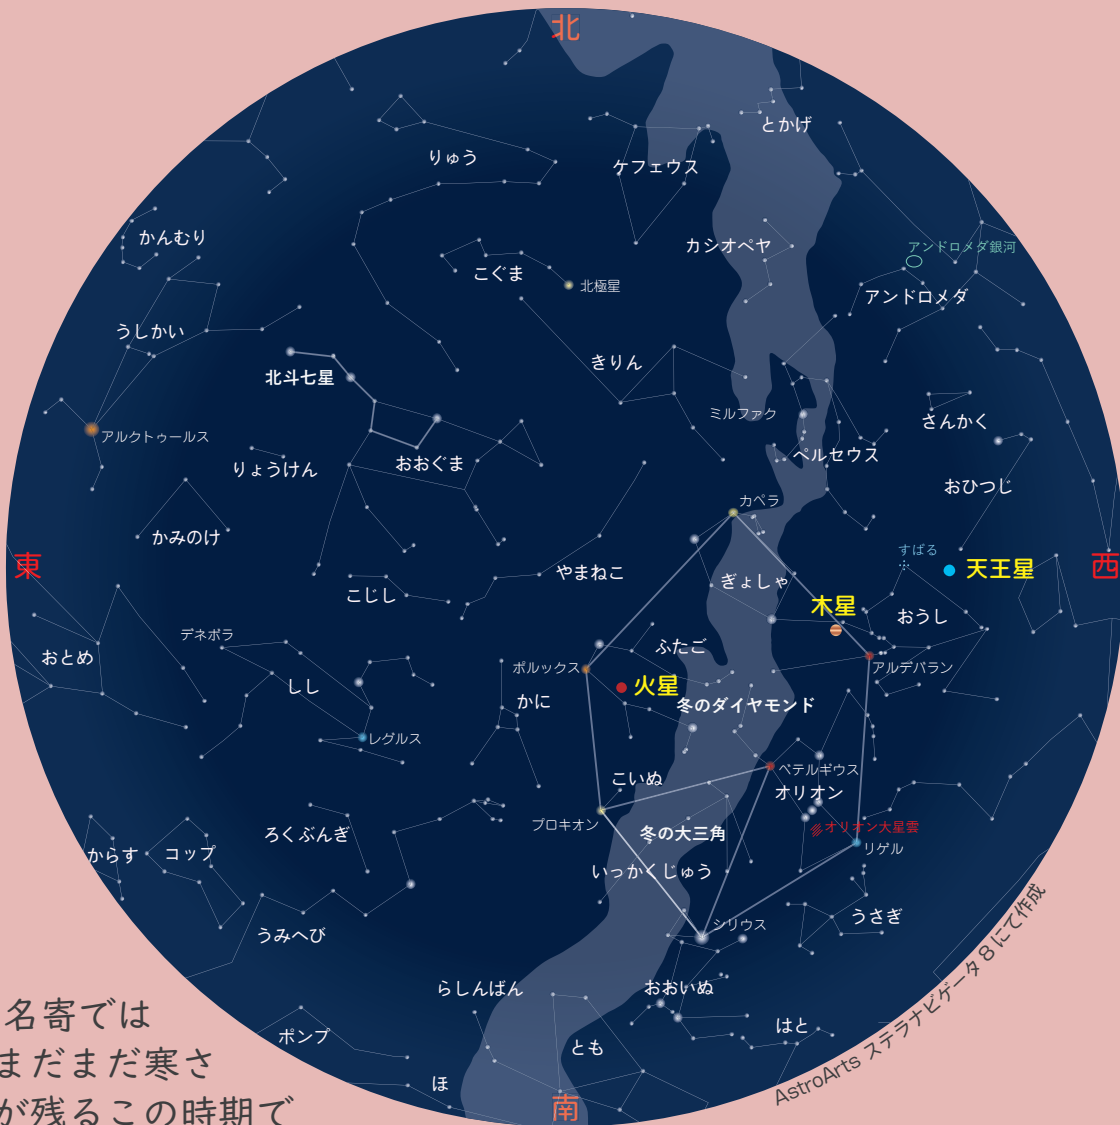 北
とかげ
りゅう
ケフェウス
かんむり
カシオペヤ
アンドロメダ銀河
こぐま
北極星
アンドロメダ
うしかい
きりん
北斗七星
ミルファク
さんかく
アルクトゥールス
ペルセウス
りょうけん
おおぐま
おひつじ
カペラ
かみのけ
すばる
東
西
天王星
やまねこ
ぎょしゃ
こじし
木星
おうし
デネボラ
ふたご
おとめ
ポルックス
アルデバラン
しし
火星
かに
冬のダイヤモンド
レグルス
ベテルギウス
こいぬ
オリオン
プロキオン
オリオン大星雲
ろくぶんぎ
冬の大三角
からす
コップ
リゲル
いっかくじゅう
うさぎ
シリウス
うみへび
らしんばん
おおいぬ
はと
ポンプ
とも
ほ
南
名寄では
まだまだ寒さ
が残るこの時期で
AstroArts ステラナビゲータ8にて作成